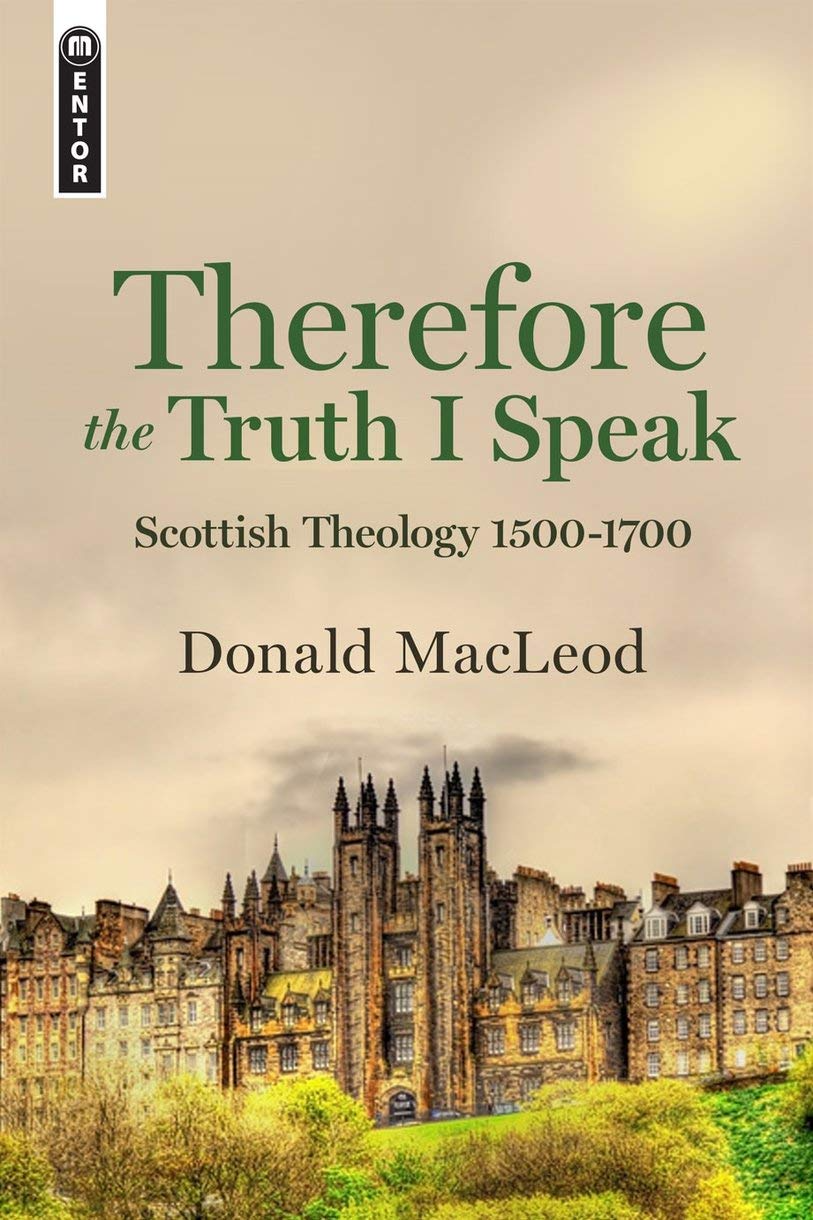 MENTOR
Therefore
the Truth I Speak
Scottish Theology 1500-1700
Donald MacLeod